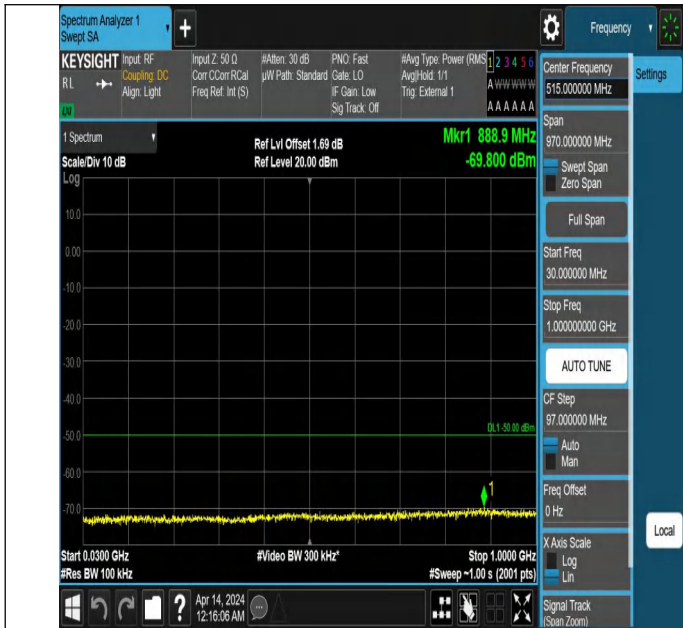 Spectrum Analyzer 1
Swept SA
+
Frequency
KEYSIGHT
RL
Input: RF
Coupling: DC
Align: Light
Input Z: 50 Ω
Corr CCorr RCal
Freq Ref: Int (S)
#Atten: 30 dB
µW Path: Standard
PNO: Fast
Gate: LO
IF Gain: Low
Sig Track: Off
#Avg Type: Power (RMS
Avg|Hold: 1/1
Trig: External 1
1 2 3 4 5 6
A W W W W W
A A A A A A
1 Spectrum
Scale/Div 10 dB
Log
Ref Lvl Offset 1.69 dB
Ref Level 20.00 dBm
Mkr1 888.9 MHz
-69.800 dBm
10.0
0.00
-10.0
-20.0
-30.0
-40.0
-50.0
-60.0
-70.0
DL1 -50.00 dBm
1
Start 0.0300 GHz
#Res BW 100 kHz
#Video BW 300 kHz*
Stop 1.0000 GHz
#Sweep ~1.00 s (2001 pts)
Apr 14, 2024
12:16:06 AM
?
Center Frequency
515.000000 MHz
Settings
Span
970.000000 MHz
Swept Span
Zero Span
Full Span
Start Freq
30.000000 MHz
Stop Freq
1.000000000 GHz
AUTO TUNE
CF Step
97.000000 MHz
Auto
Man
Freq Offset
0 Hz
Local
X Axis Scale
Log
Lin
Signal Track
(Span Zoom)